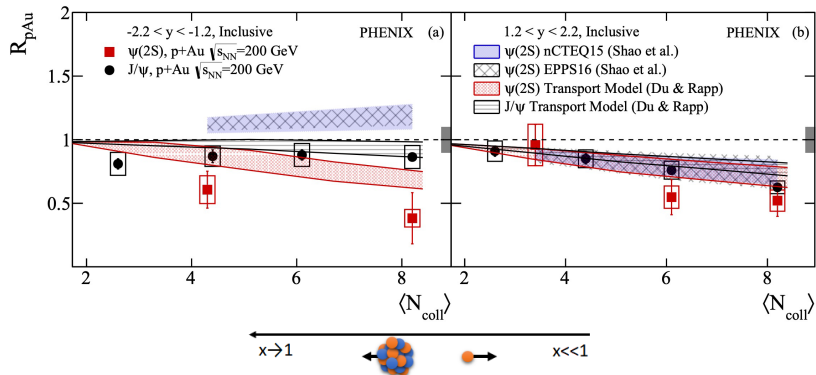 R_pAu
2
1.5
1
0.5
-2.2 < y < -1.2, Inclusive
PHENIX (a)
ψ(2S), p+Au √s_NN=200 GeV
J/ψ, p+Au √s_NN=200 GeV
1.2 < y < 2.2, Inclusive
PHENIX (b)
ψ(2S) nCTEQ15 (Shao et al.)
ψ(2S) EPPS16 (Shao et al.)
ψ(2S) Transport Model (Du & Rapp)
J/ψ Transport Model (Du & Rapp)
2 4 6 8
2 4 6 8
⟨N_coll⟩
⟨N_coll⟩
x→1
x<<1